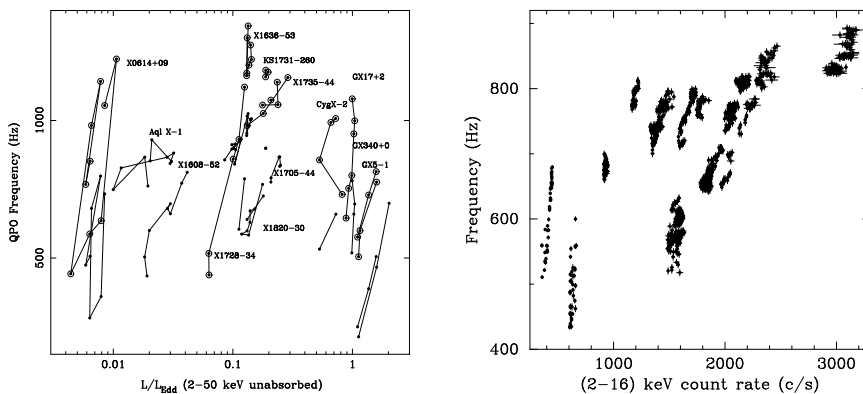 X1636-53
KS1731-260
X0614+09
X1735-44
GX17+2
CygX-2
Aql X-1
GX340+0
X1608-52
X1705-44
GX5-1
X1820-30
X1728-34
1000
500
QPO Frequency (Hz)
0.01
0.1
1
L/L_Edd (2-50 keV unabsorbed)
800
600
400
Frequency (Hz)
1000
2000
3000
(2-16) keV count rate (c/s)